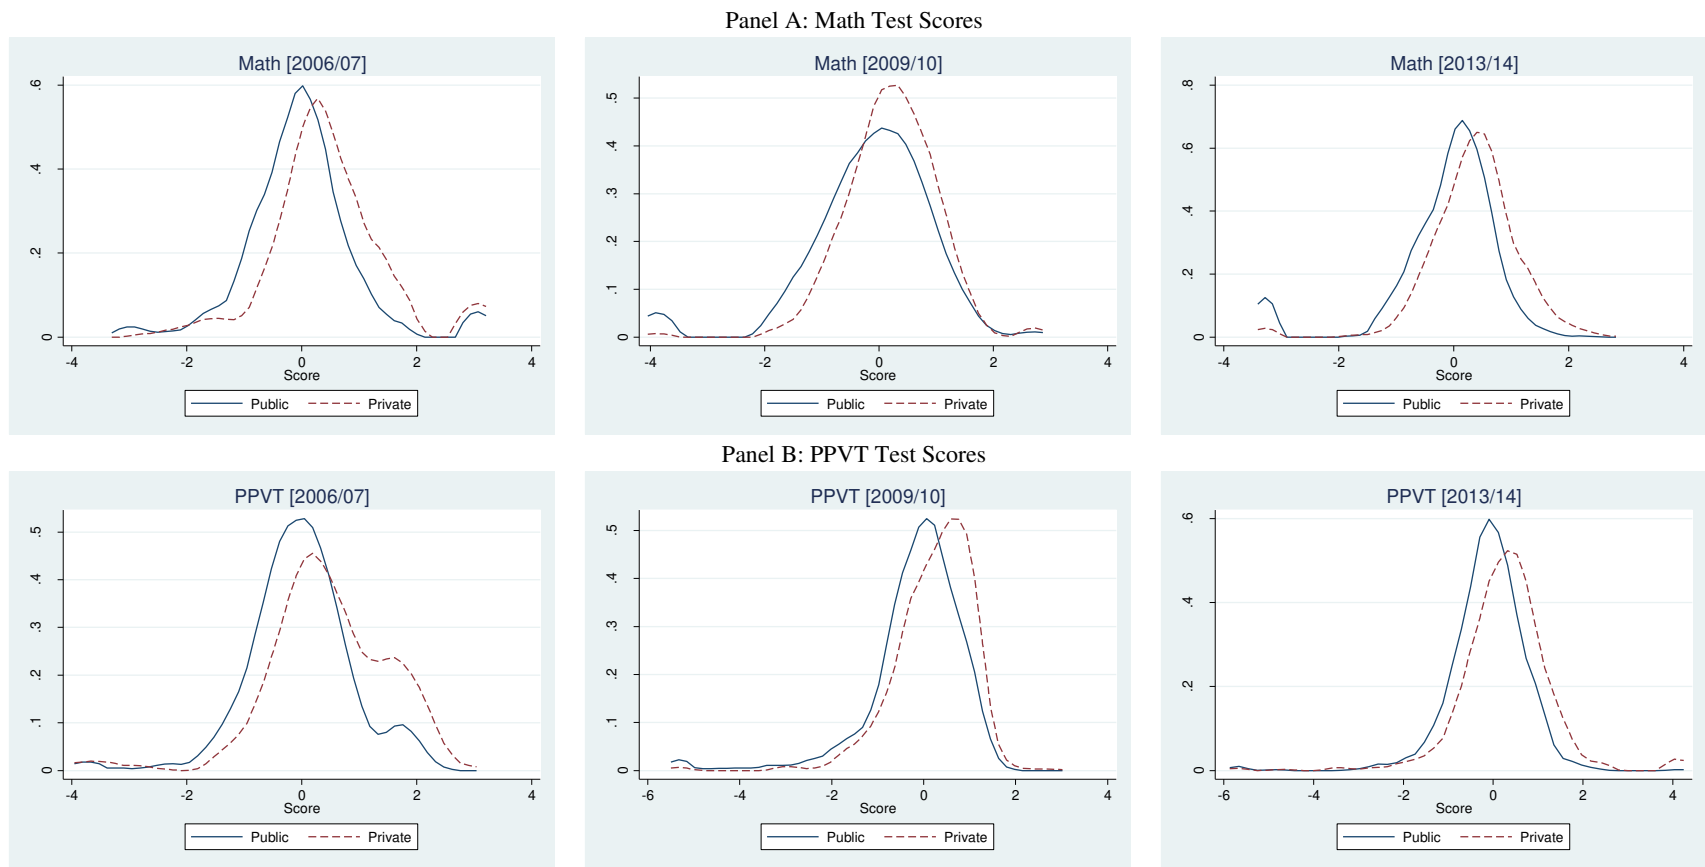 Panel A: Math Test Scores
Math [2006/07]
0 .2 .4 .6
-4 -2 0 2 4
Score
Public Private
Math [2009/10]
0 .1 .2 .3 .4 .5
-4 -2 0 2 4
Score
Public Private
Math [2013/14]
0 .2 .4 .6 .8
-4 -2 0 2 4
Score
Public Private
Panel B: PPVT Test Scores
PPVT [2006/07]
0 .1 .2 .3 .4 .5
-4 -2 0 2 4
Score
Public Private
PPVT [2009/10]
0 .1 .2 .3 .4 .5
-6 -4 -2 0 2 4
Score
Public Private
PPVT [2013/14]
0 .2 .4 .6
-6 -4 -2 0 2 4
Score
Public Private